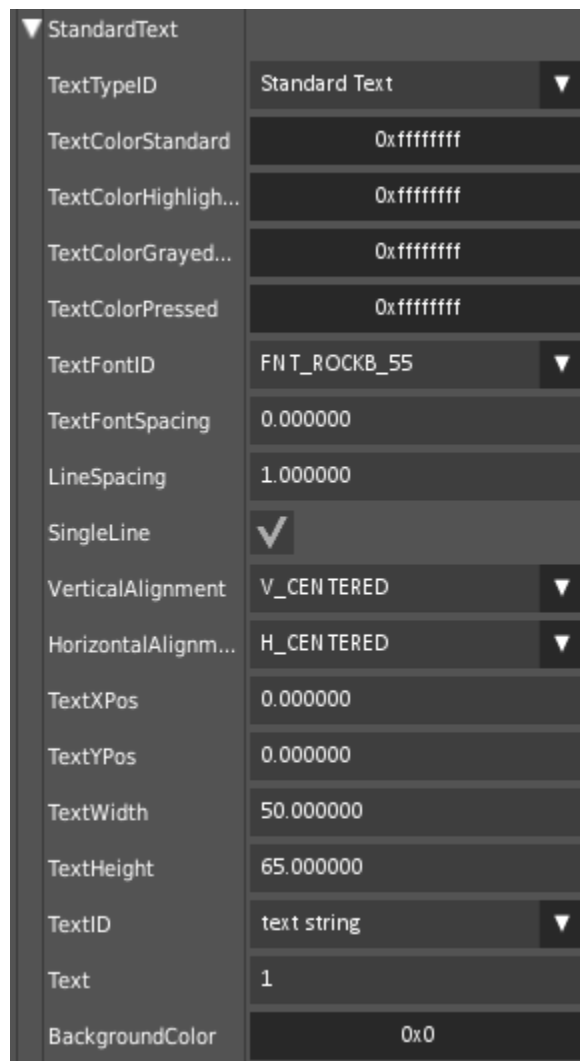 StandardText
TextTypeID Standard Text
TextColorStandard 0xffffffff
TextColorHighligh... 0xffffffff
TextColorGrayed... 0xffffffff
TextColorPressed 0xffffffff
TextFontID FNT_ROCKB_55
TextFontSpacing 0.000000
LineSpacing 1.000000
SingleLine
VerticalAlignment V_CENTERED
HorizontalAlignm... H_CENTERED
TextXPos 0.000000
TextYPos 0.000000
TextWidth 50.000000
TextHeight 65.000000
TextID text string
Text 1
BackgroundColor 0x0